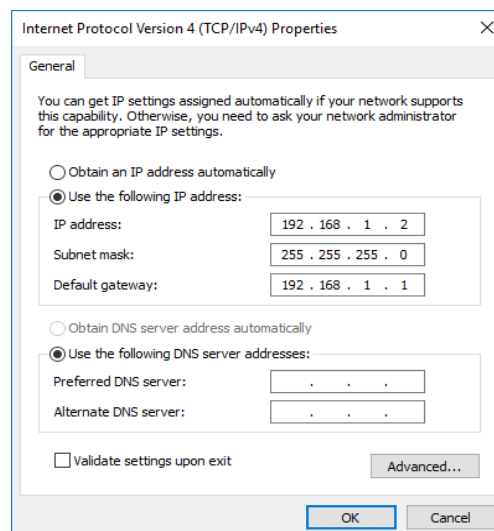 Internet Protocol Version 4 (TCP/IPv4) Properties
General
You can get IP settings assigned automatically if your network supports
this capability. Otherwise, you need to ask your network administrator
for the appropriate IP settings.
Obtain an IP address automatically
Use the following IP address:
IP address: 192 . 168 . 1 . 2
Subnet mask: 255 . 255 . 255 . 0
Default gateway: 192 . 168 . 1 . 1
Obtain DNS server address automatically
Use the following DNS server addresses:
Preferred DNS server: . . .
Alternate DNS server: . . .
Validate settings upon exit
Advanced...
OK Cancel